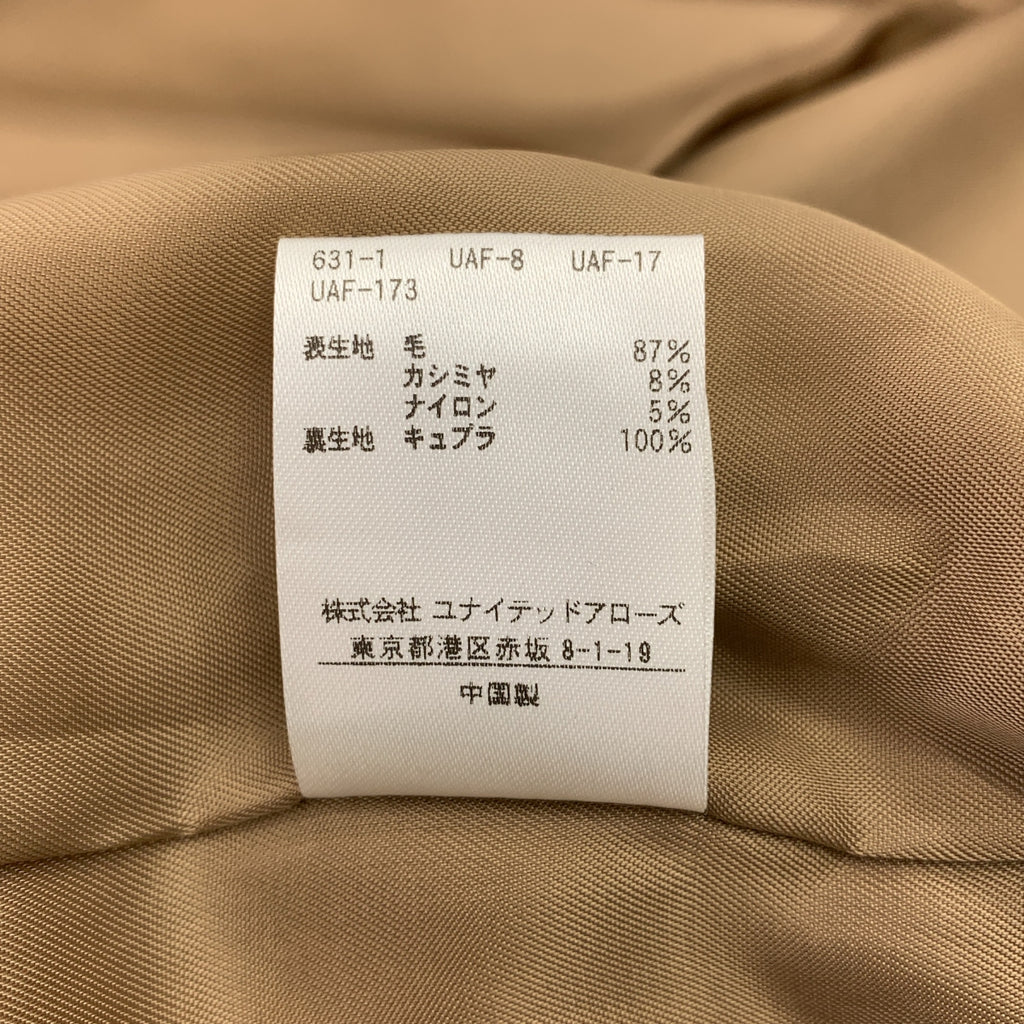 631-1 UAF-8 UAF-17
UAF-173
表生地 毛 87%
カシミヤ 8%
ナイロン 5%
裏生地 キュプラ 100%
株式会社 ユナイテッドアローズ
東京都港区赤坂 8-1-19
中国製